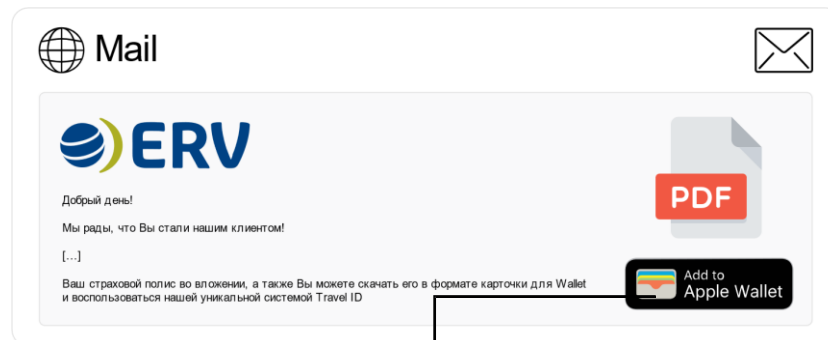 Mail
ERV
Добрый день!
Мы рады, что Вы стали нашим клиентом!
[...]
Ваш страховой полис во вложении, а также Вы можете скачать его в формате карточки для Wallet
и воспользоваться нашей уникальной системой Travel ID
PDF
Add to
Apple Wallet